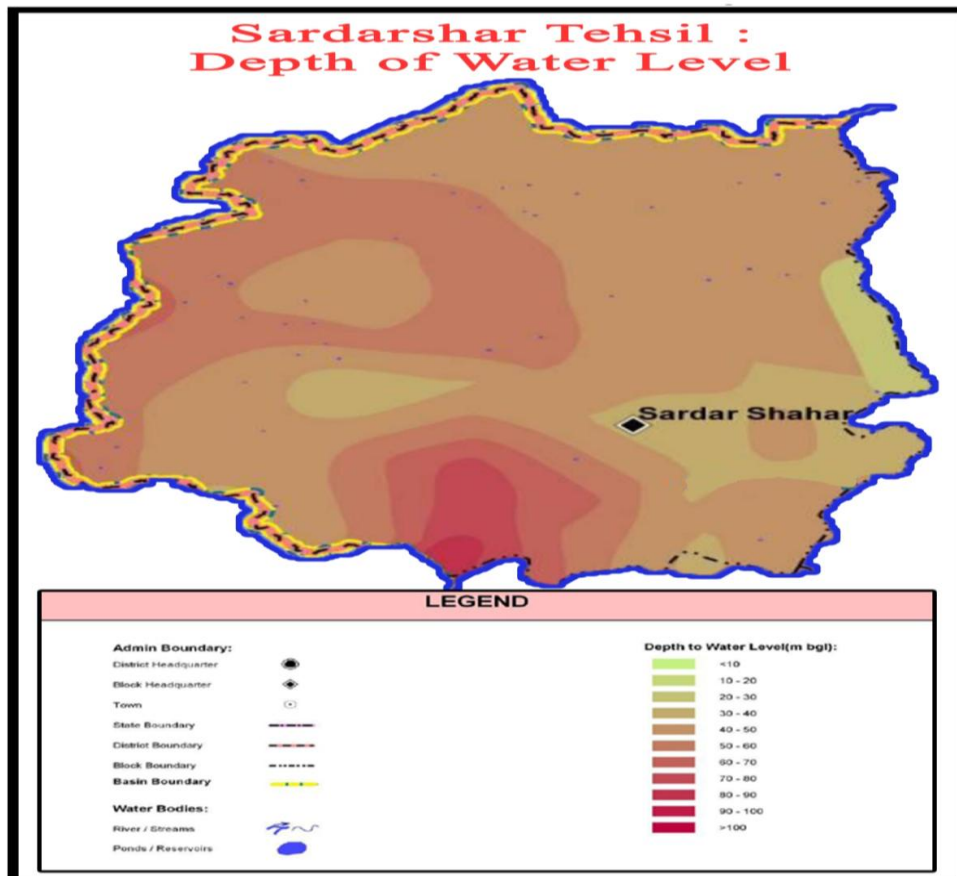 Sardarshar Tehsil :
Depth of Water Level
Sardar Shahar
LEGEND
Admin Boundary:
District Headquarter
Block Headquarter
Town
State Boundary
District Boundary
Block Boundary
Basin Boundary
Water Bodies:
River / Streams
Ponds / Reservoirs
Depth to Water Level(m bgl):
<10
10 - 20
20 - 30
30 - 40
40 - 50
50 - 60
60 - 70
70 - 80
80 - 90
90 - 100
>100